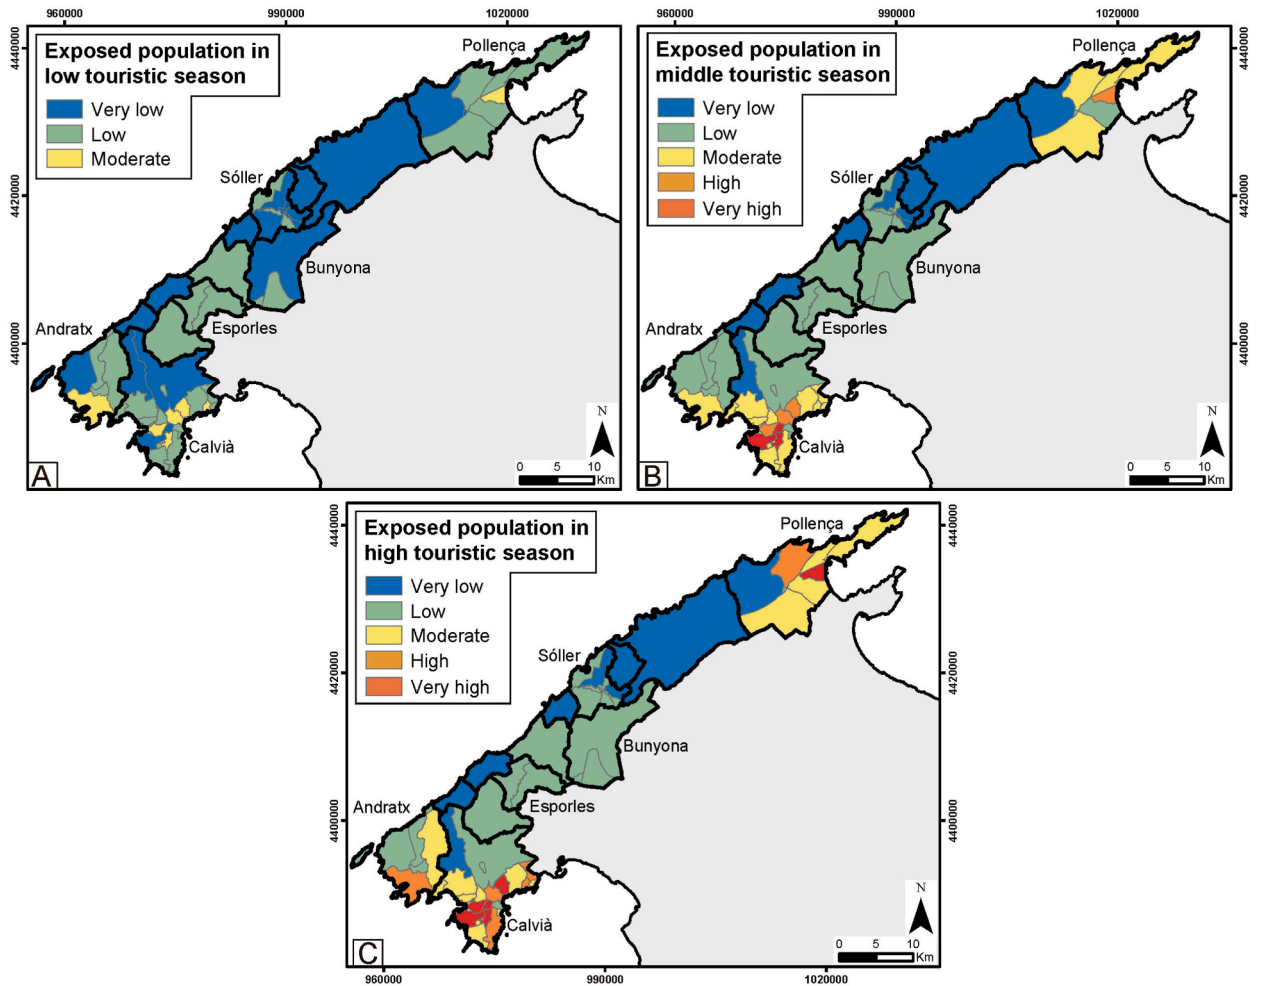 960000
990000
1020000
960000
990000
1020000
Exposed population in
low touristic season
Very low
Low
Moderate
Pollença
Sóller
Bunyona
Esporles
Andratx
Calvià
4440000
4420000
4400000
A
N
0 5 10
Km
Exposed population in
middle touristic season
Very low
Low
Moderate
High
Very high
Pollença
Sóller
Bunyona
Esporles
Andratx
Calvià
4440000
4420000
4400000
B
N
0 5 10
Km
Exposed population in
high touristic season
Very low
Low
Moderate
High
Very high
Pollença
Sóller
Bunyona
Esporles
Andratx
Calvià
4440000
4420000
4400000
4440000
4420000
4400000
C
N
0 5 10
Km
960000
990000
1020000